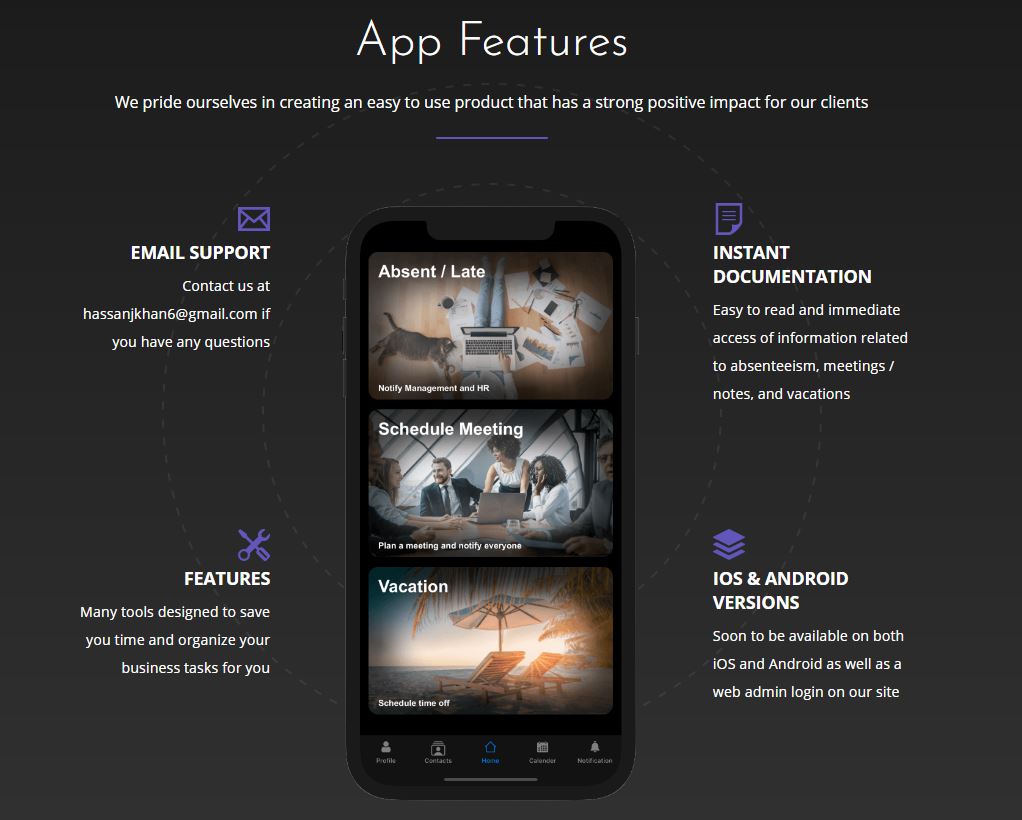 App Features
We pride ourselves in creating an easy to use product that has a strong positive impact for our clients
EMAIL SUPPORT
Contact us at
hassanjkhan6@gmail.com if
you have any questions
FEATURES
Many tools designed to save
you time and organize your
business tasks for you
Absent / Late
Notify Management and HR
Schedule Meeting
Plan a meeting and notify everyone
Vacation
Schedule time off
Profile
Contacts
Home
Calender
Notification
INSTANT
DOCUMENTATION
Easy to read and immediate
access of information related
to absenteeism, meetings /
notes, and vacations
IOS & ANDROID
VERSIONS
Soon to be available on both
iOS and Android as well as a
web admin login on our site